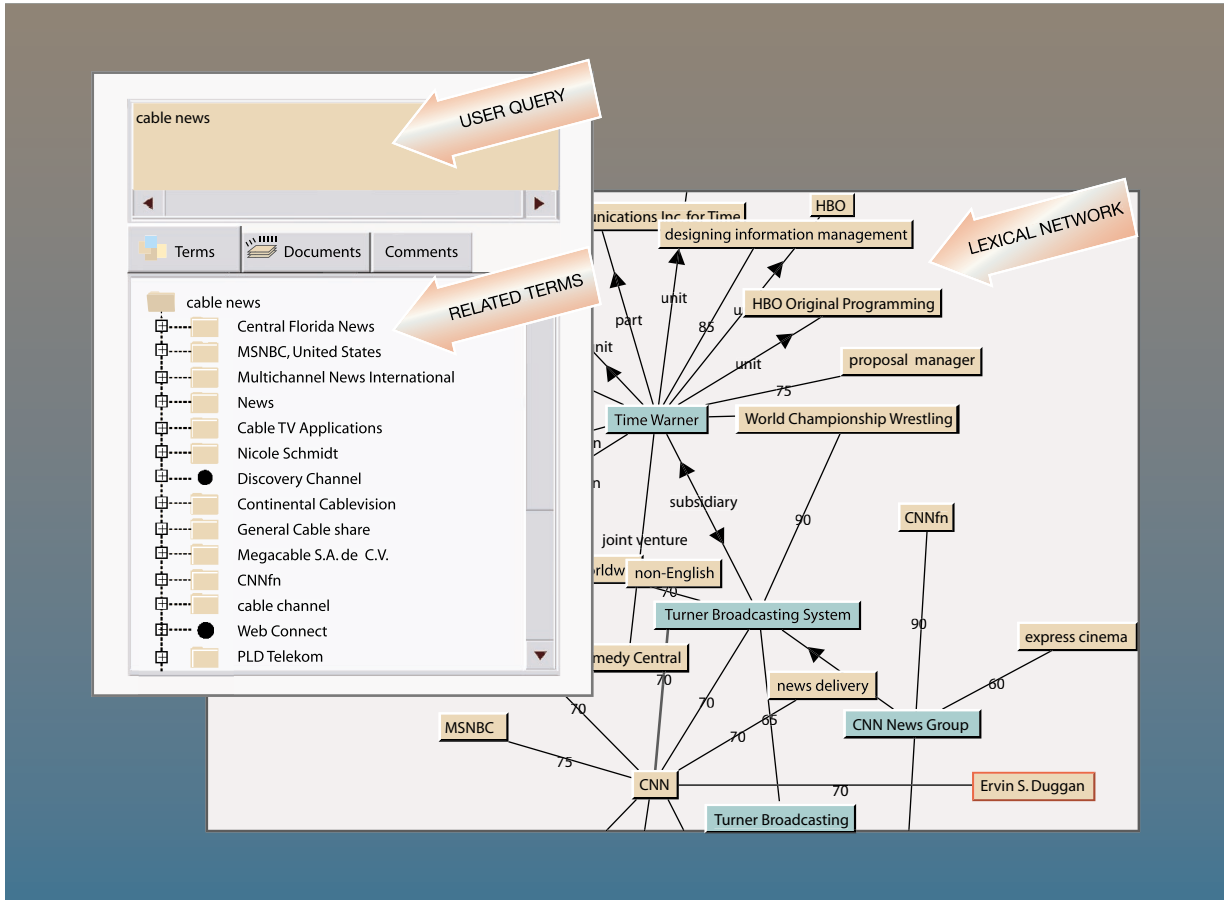 cable news
USER QUERY
Terms
Documents
Comments
RELATED TERMS
cable news
Central Florida News
MSNBC, United States
Multichannel News International
News
Cable TV Applications
Nicole Schmidt
Discovery Channel
Continental Cablevision
General Cable share
Megacable S.A. de C.V.
CNNfn
cable channel
Web Connect
PLD Telekom
LEXICAL NETWORK
HBO
Inc. for Time
designing information management
unit
HBO Original Programming
part
85
unit
proposal manager
75
Time Warner
World Championship Wrestling
subsidiary
90
CNNfn
joint venture
non-English
70
Turner Broadcasting System
90
express cinema
Central
70
news delivery
60
70
70
65
CNN News Group
MSNBC
70
75
CNN
70
Ervin S. Duggan
Turner Broadcasting